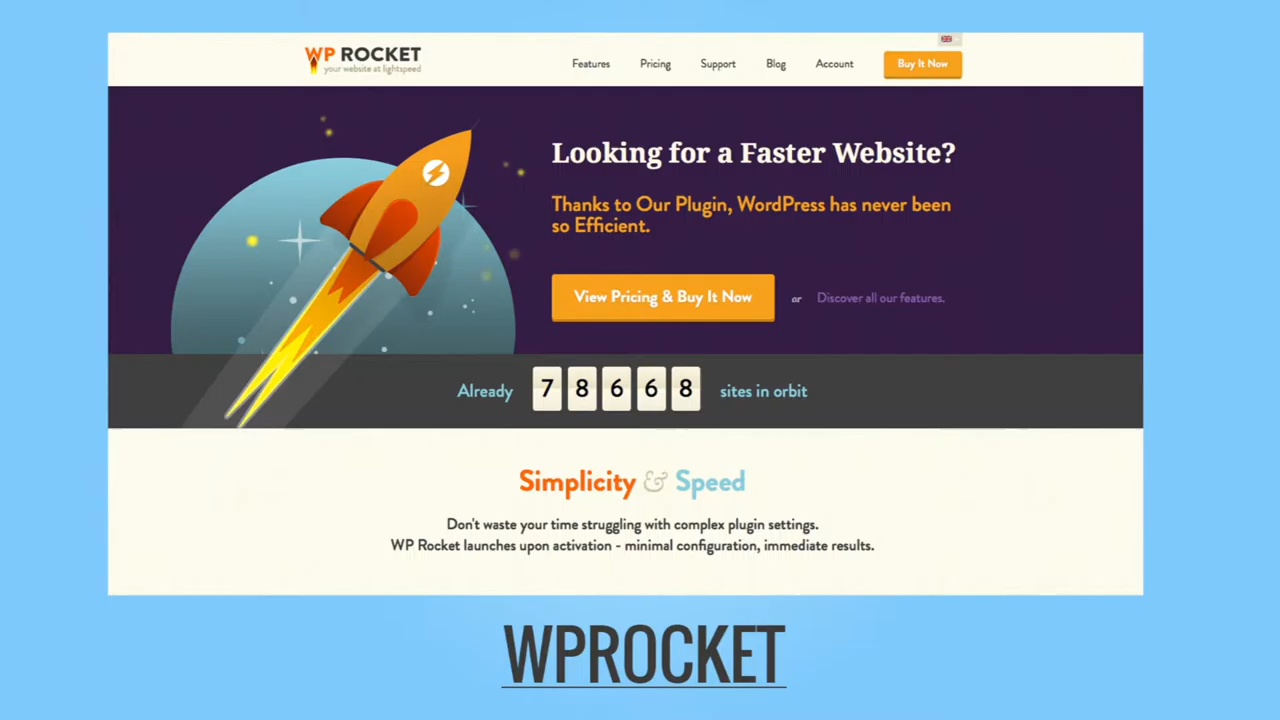 WP ROCKET
your website at lightspeed
Features Pricing Support Blog Account Buy It Now
Looking for a Faster Website?
Thanks to Our Plugin, WordPress has never been
so Efficient.
View Pricing & Buy It Now or Discover all our features.
Already 7 8 6 6 8 sites in orbit
Simplicity & Speed
Don't waste your time struggling with complex plugin settings.
WP Rocket launches upon activation - minimal configuration, immediate results.
WPROCKET